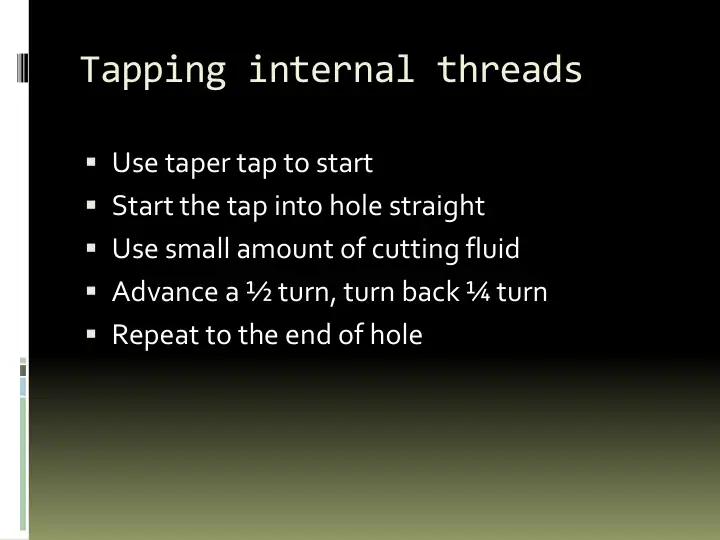 Tapping internal threads
▪ Use taper tap to start
▪ Start the tap into hole straight
▪ Use small amount of cutting fluid
▪ Advance a ½ turn, turn back ¼ turn
▪ Repeat to the end of hole